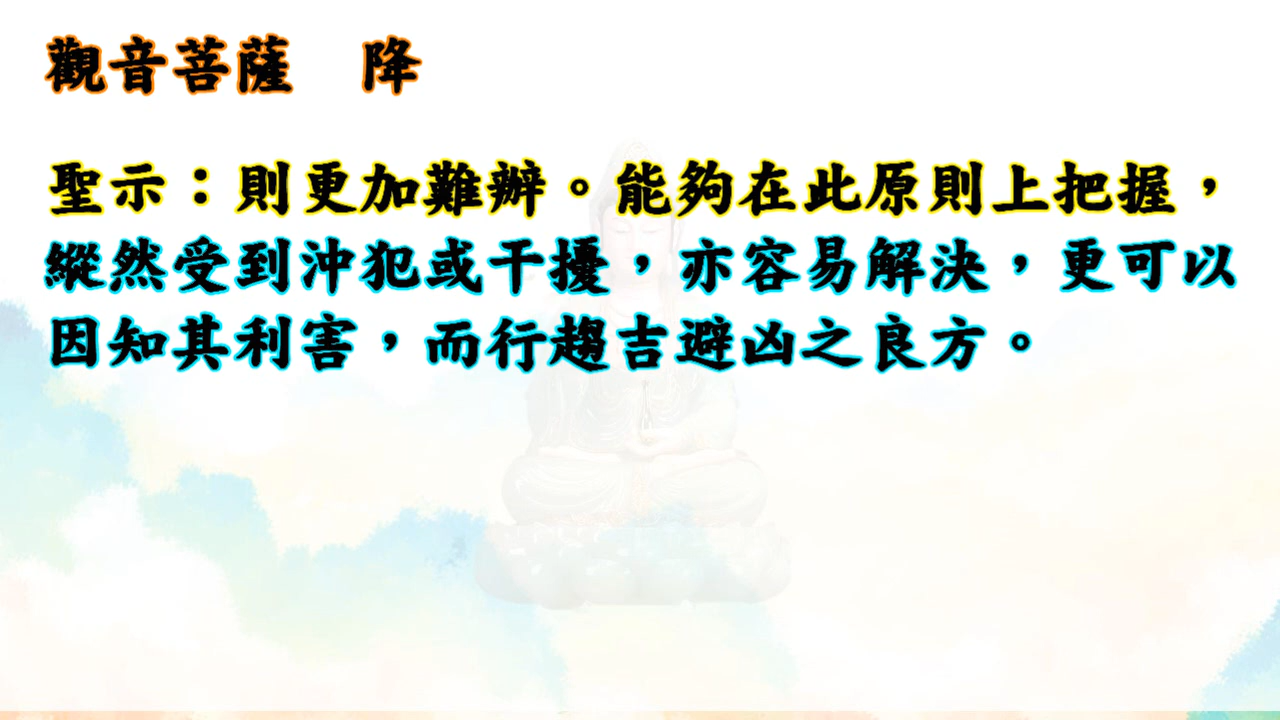 觀音菩薩　降
聖示：則更加難辦。能夠在此原則上把握，
縱然受到沖犯或干擾，亦容易解決，更可以
因知其利害，而行趨吉避凶之良方。